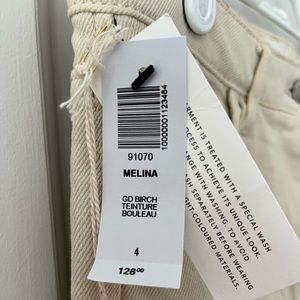 10000001123484
91070
MELINA
GD BIRCH
TEINTURE
BOULEAU
4
128.00
GARMENT IS TREATED WITH A SPECIAL WASH
PROCESS TO ACHIEVE ITS UNIQUE LOOK.
CHANGE WITH WASHING. TO AVOID
WASH SEPARATELY BEFORE WEARING
LIGHT-COLOURED MATERIALS.